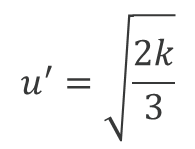 u′ = √(2k/3)